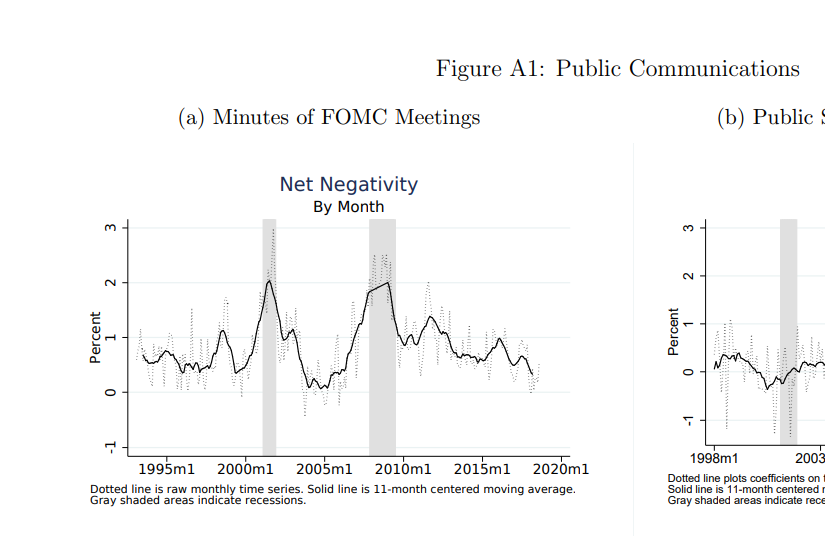 Figure A1: Public Communications
(a) Minutes of FOMC Meetings
(b) Public S
Net Negativity
By Month
Percent
3
2
1
0
-1
1995m1 2000m1 2005m1 2010m1 2015m1 2020m1
Dotted line is raw monthly time series. Solid line is 11-month centered moving average.
Gray shaded areas indicate recessions.
Percent
3
2
1
0
-1
1998m1 2003
Dotted line plots coefficients on
Solid line is 11-month centered
Gray shaded areas indicate rece